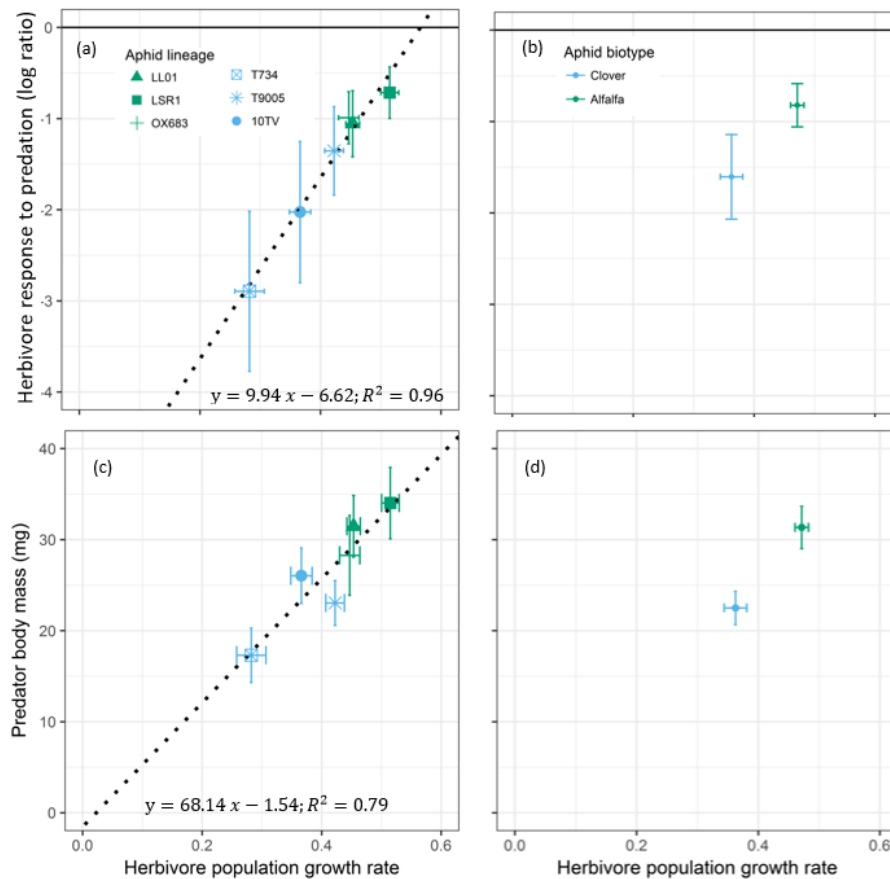 Herbivore response to predation (log ratio)
0
-1
-2
-3
-4
(a)
Aphid lineage
LL01
LSR1
OX683
T734
T9005
10TV
y = 9.94 x − 6.62; R² = 0.96
(b)
Aphid biotype
Clover
Alfalfa
Predator body mass (mg)
40
30
20
10
0
(c)
y = 68.14 x − 1.54; R² = 0.79
0.0 0.2 0.4 0.6
Herbivore population growth rate
(d)
0.0 0.2 0.4 0.6
Herbivore population growth rate